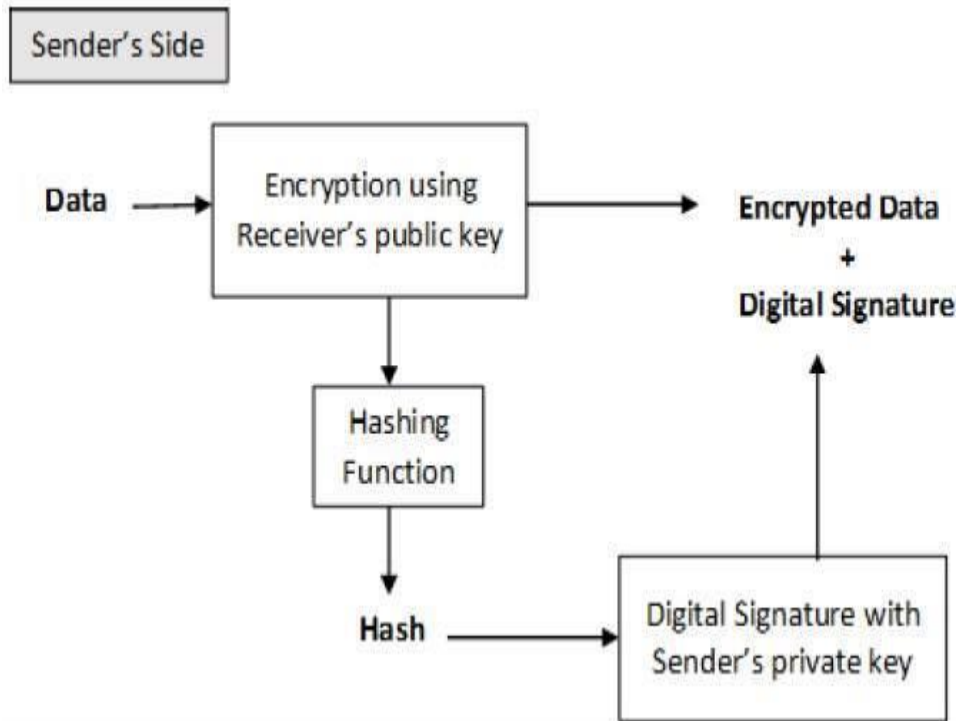 Sender's Side
Data
Encryption using
Receiver's public key
Encrypted Data
+
Digital Signature
Hashing
Function
Hash
Digital Signature with
Sender's private key